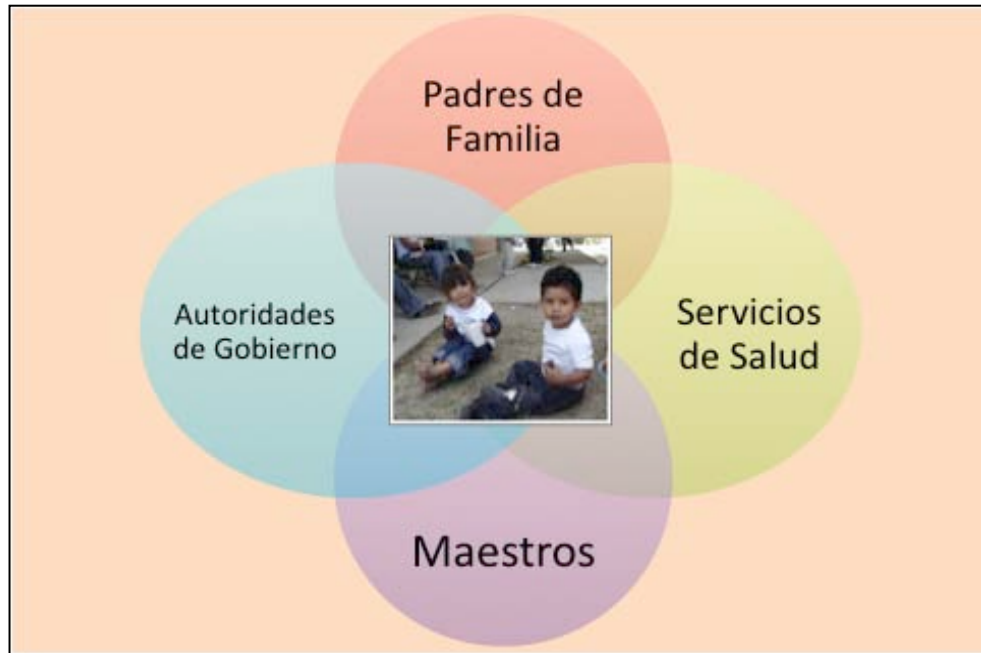 Padres de
Familia
Autoridades
de Gobierno
Servicios
de Salud
Maestros